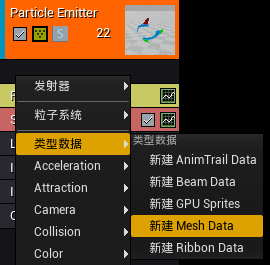 Particle Emitter
S
22
发射器
粒子系统
类型数据
Acceleration
Attraction
Camera
Collision
Color
类型数据
新建 AnimTrail Data
新建 Beam Data
新建 GPU Sprites
新建 Mesh Data
新建 Ribbon Data